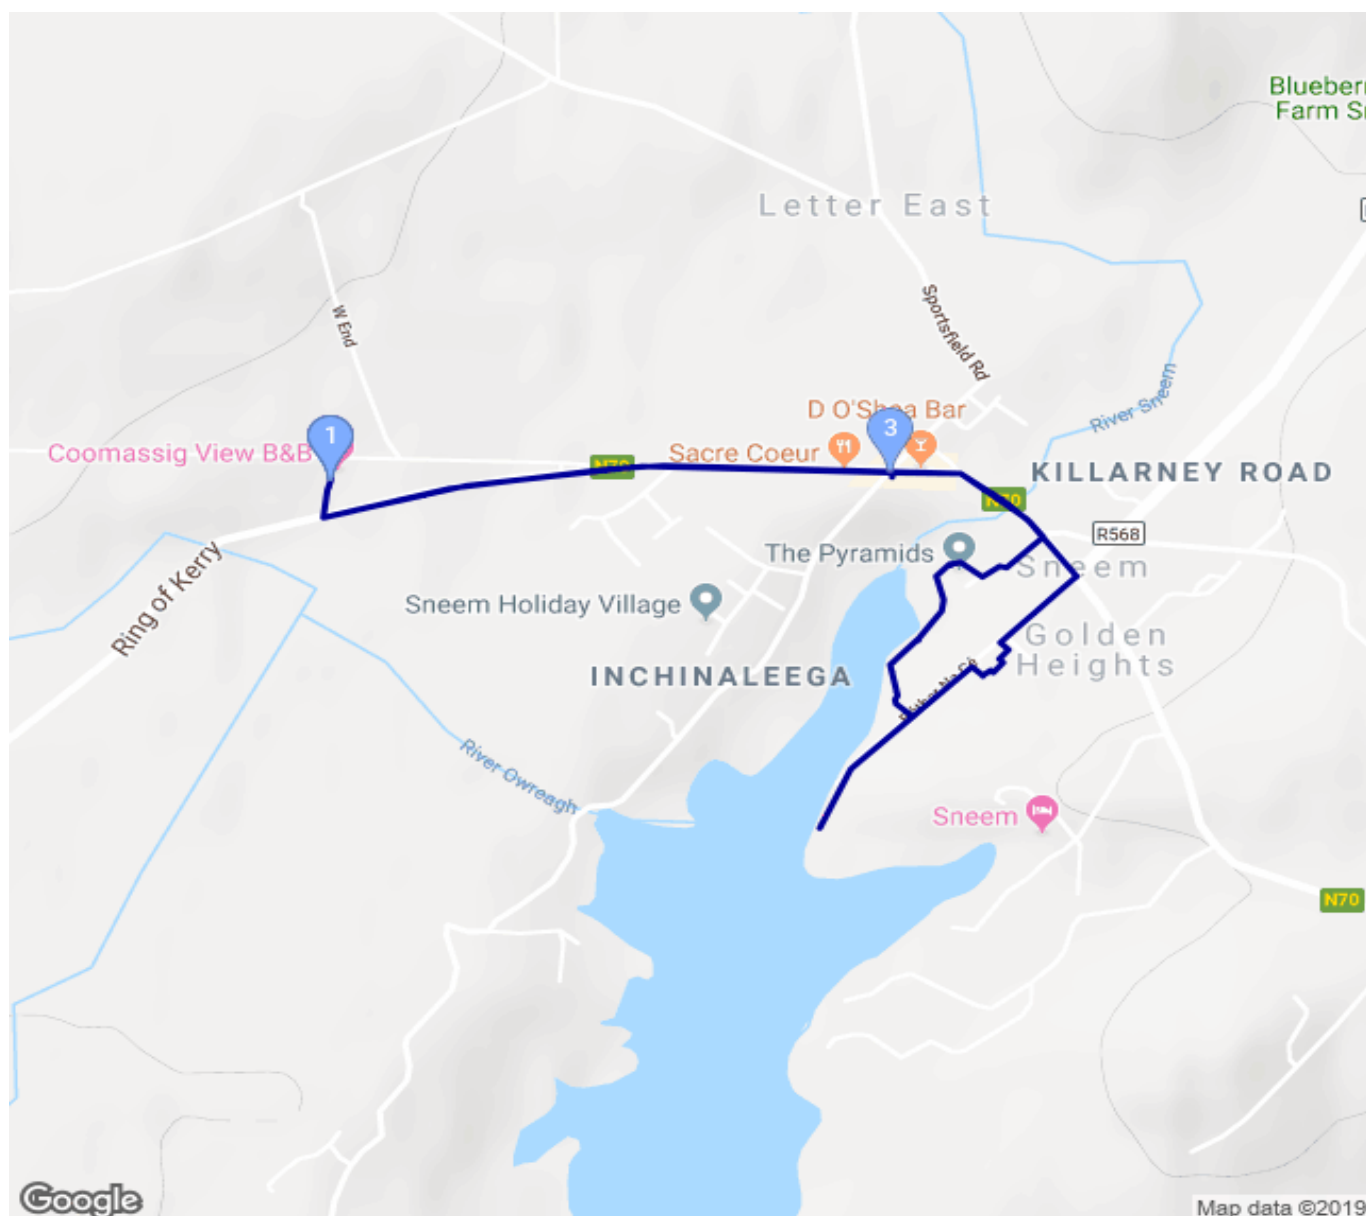 Blueber
Farm S
Letter East
Sportsfield Rd
W End
River Sneem
D O'Shea Bar
3
1
Coomassig View B&B
Sacre Coeur
N70
KILLARNEY ROAD
N70
R568
The Pyramids
Sneem
Ring of Kerry
Sneem Holiday Village
Golden
Heights
INCHINALEEGA
River Owreagh
Sneem
N70
Google
Map data ©2019